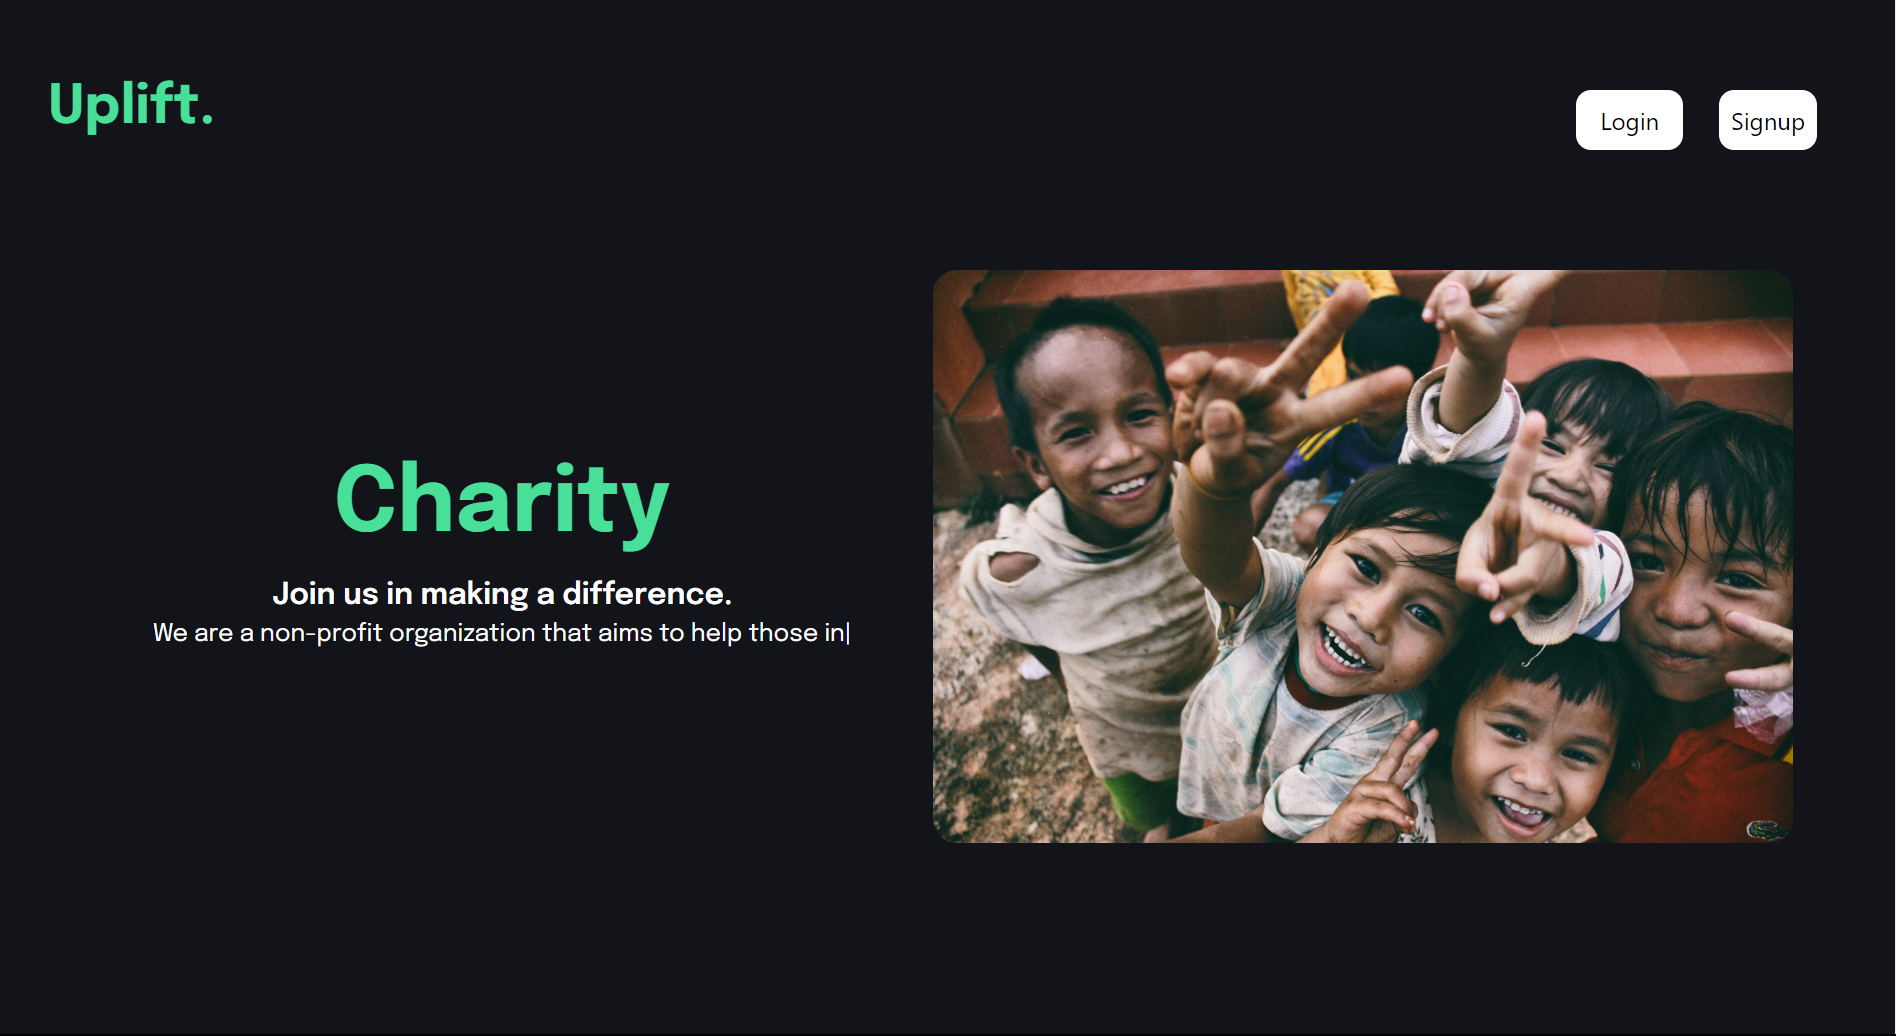 Uplift.
Login
Signup
Charity
Join us in making a difference.
We are a non-profit organization that aims to help those in|